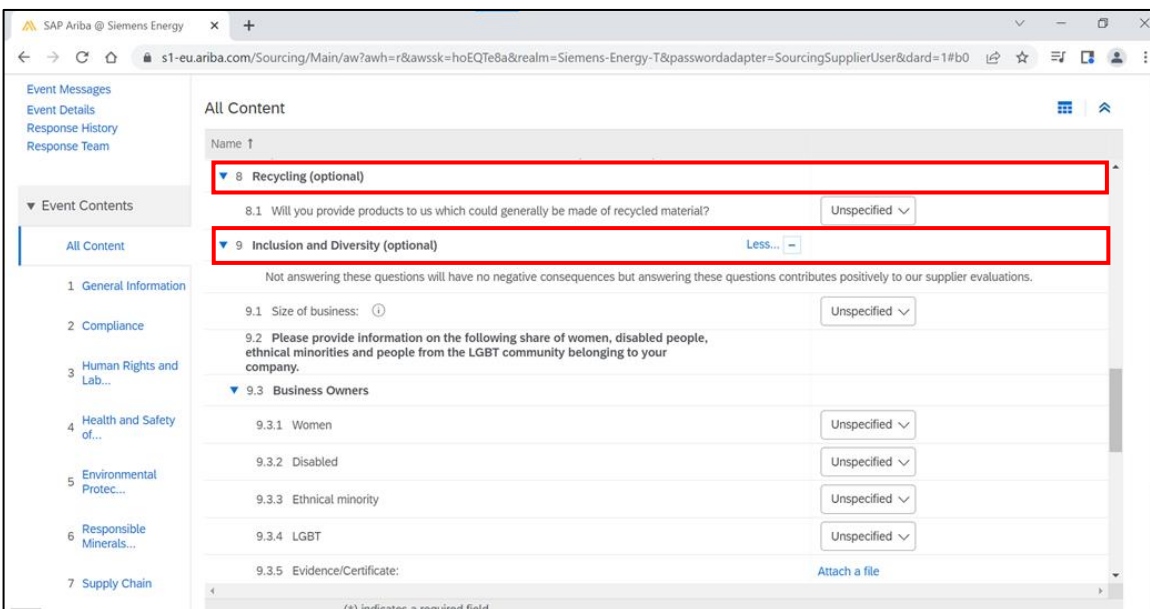 SAP Ariba @ Siemens Energy
s1-eu.ariba.com/Sourcing/Main/aw?awh=r&awssk=hoEQTe8a&realm=Siemens-Energy-T&passwordadapter=SourcingSupplierUser&dard=1#b0
Event Messages
Event Details
Response History
Response Team
▼ Event Contents
All Content
1 General Information
2 Compliance
3 Human Rights and
Lab...
4 Health and Safety
of...
5 Environmental
Protec...
6 Responsible
Minerals...
7 Supply Chain
All Content
Name ↑
▼ 8 Recycling (optional)
8.1 Will you provide products to us which could generally be made of recycled material? Unspecified
▼ 9 Inclusion and Diversity (optional) Less... −
Not answering these questions will have no negative consequences but answering these questions contributes positively to our supplier evaluations.
9.1 Size of business: Unspecified
9.2 Please provide information on the following share of women, disabled people,
ethnical minorities and people from the LGBT community belonging to your
company.
▼ 9.3 Business Owners
9.3.1 Women Unspecified
9.3.2 Disabled Unspecified
9.3.3 Ethnical minority Unspecified
9.3.4 LGBT Unspecified
9.3.5 Evidence/Certificate: Attach a file
(*) indicates a required field